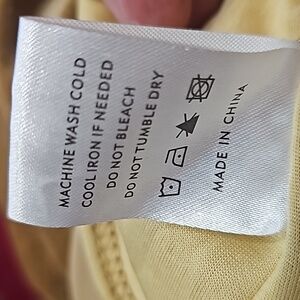 MACHINE WASH COLD
COOL IRON IF NEEDED
DO NOT BLEACH
DO NOT TUMBLE DRY
MADE IN CHINA